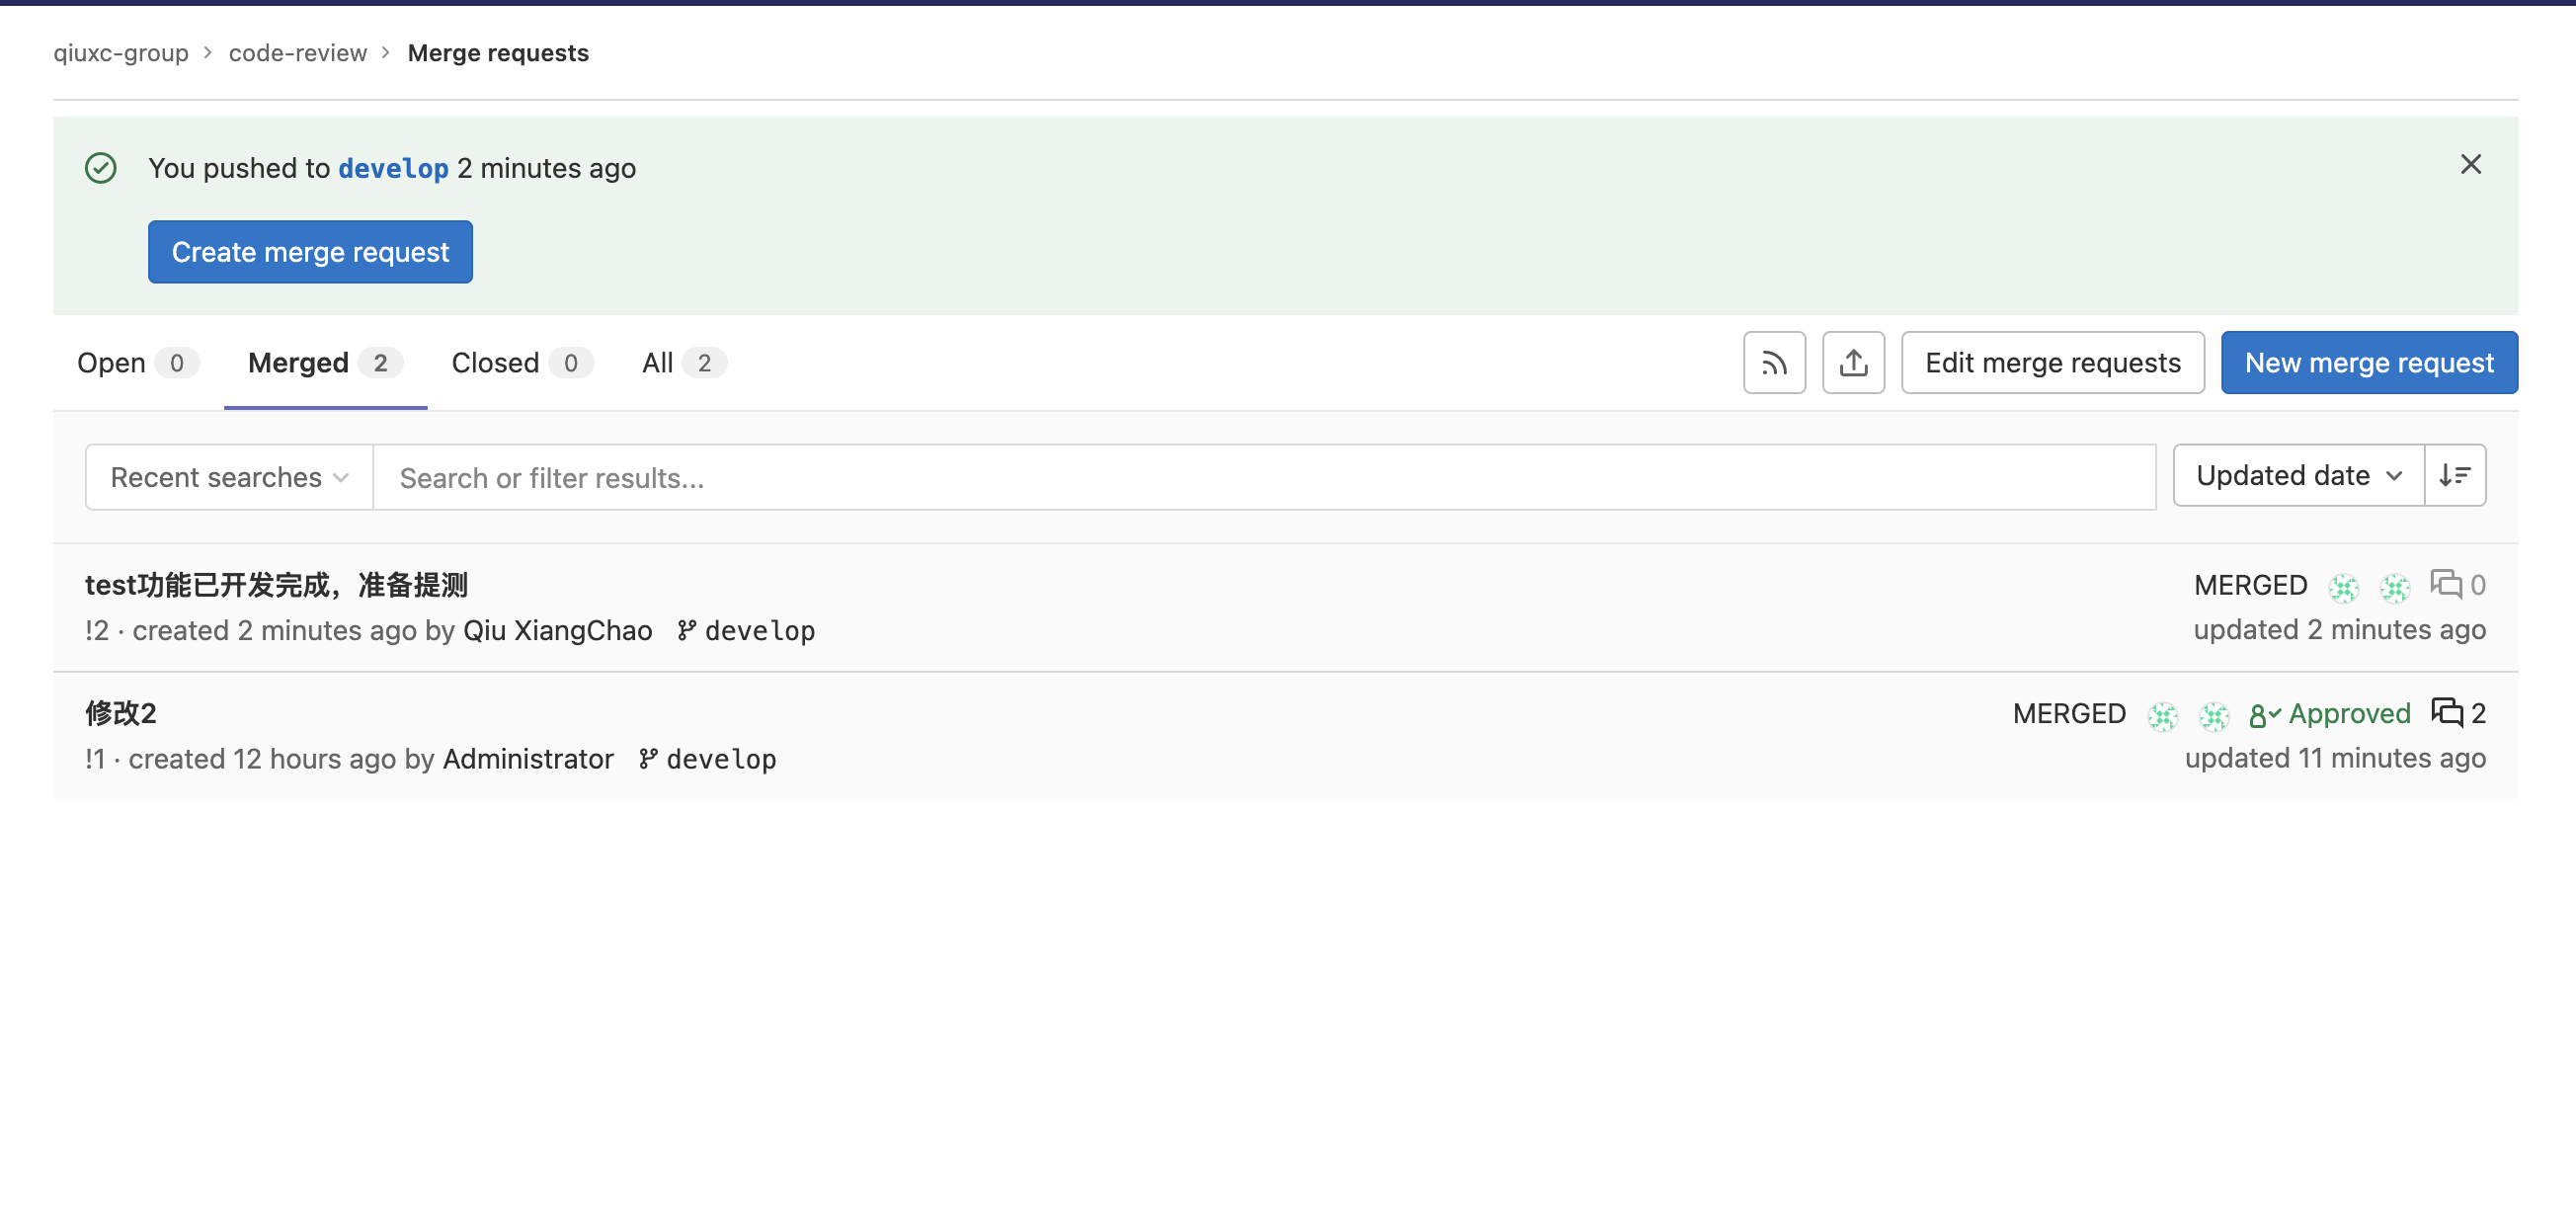 qiuxc-group > code-review > Merge requests
You pushed to develop 2 minutes ago
Create merge request
Open 0 Merged 2 Closed 0 All 2 Edit merge requests New merge request
Recent searches Search or filter results... Updated date
test功能已开发完成，准备提测 MERGED 0
!2 · created 2 minutes ago by Qiu XiangChao develop updated 2 minutes ago
修改2 MERGED Approved 2
!1 · created 12 hours ago by Administrator develop updated 11 minutes ago